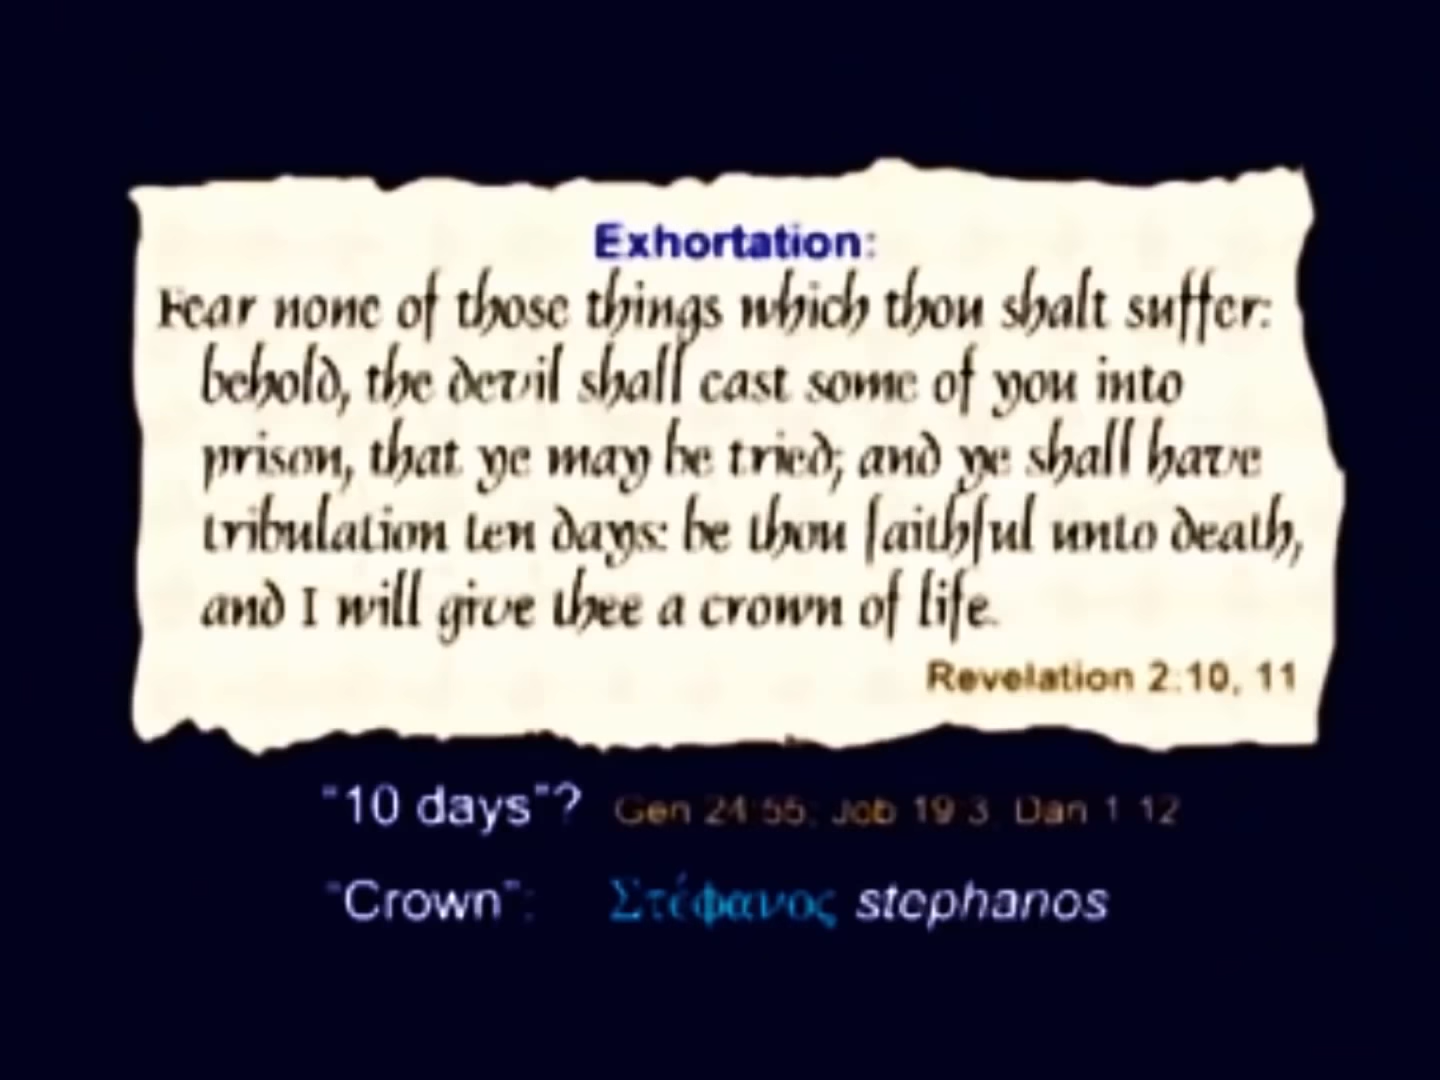 Exhortation:
Fear none of those things which thou shalt suffer:
behold, the devil shall cast some of you into
prison, that ye may be tried; and ye shall have
tribulation ten days: be thou faithful unto death,
and I will give thee a crown of life.
Revelation 2:10, 11
"10 days"? Gen 24:55; Job 19:3, Dan 1:12
"Crown": Στέφανος stephanos